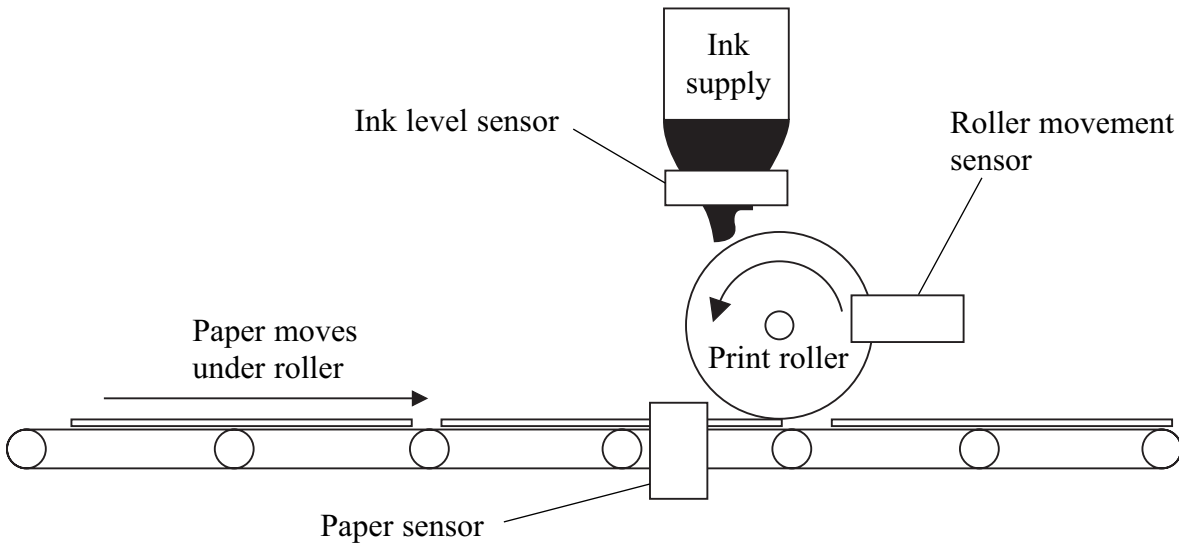 Ink
supply
Ink level sensor
Roller movement
sensor
Paper moves
under roller
Print roller
Paper sensor